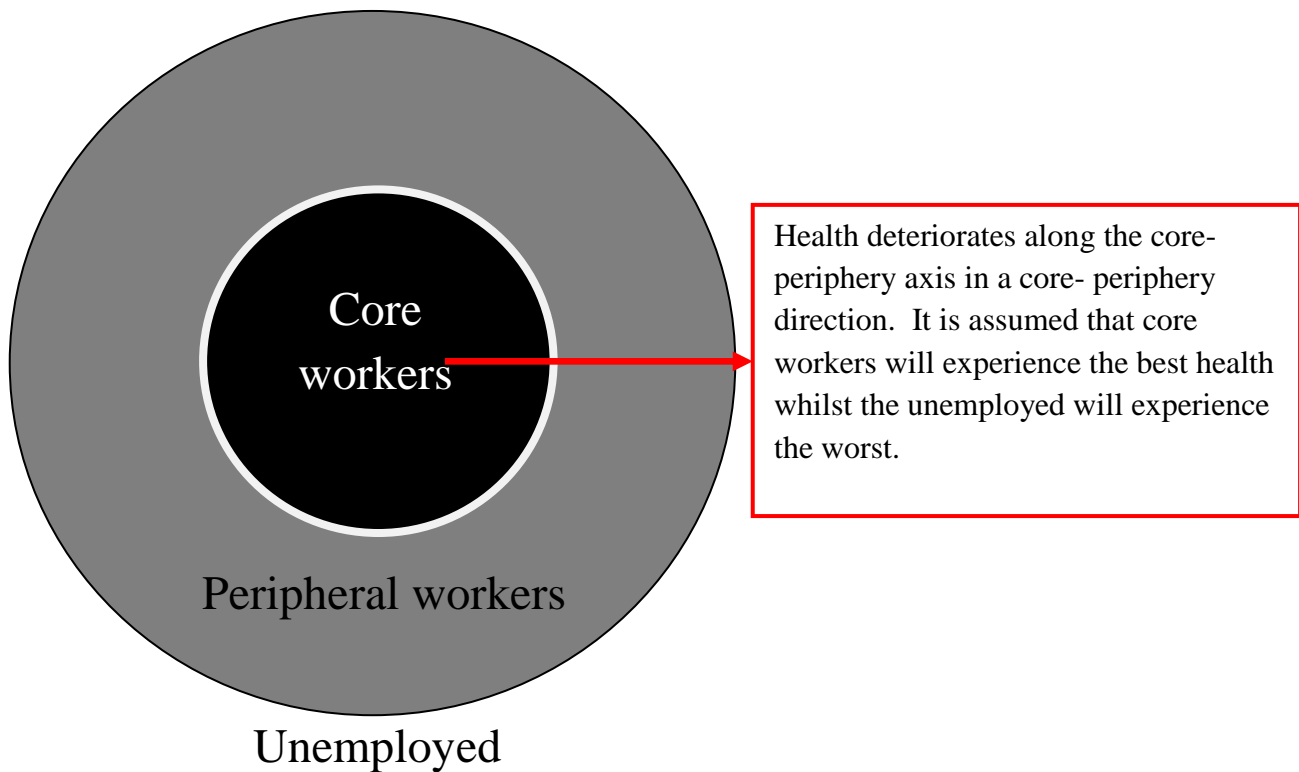 Core
workers
Health deteriorates along the core-
periphery axis in a core- periphery
direction.  It is assumed that core
workers will experience the best health
whilst the unemployed will experience
the worst.
Peripheral workers
Unemployed